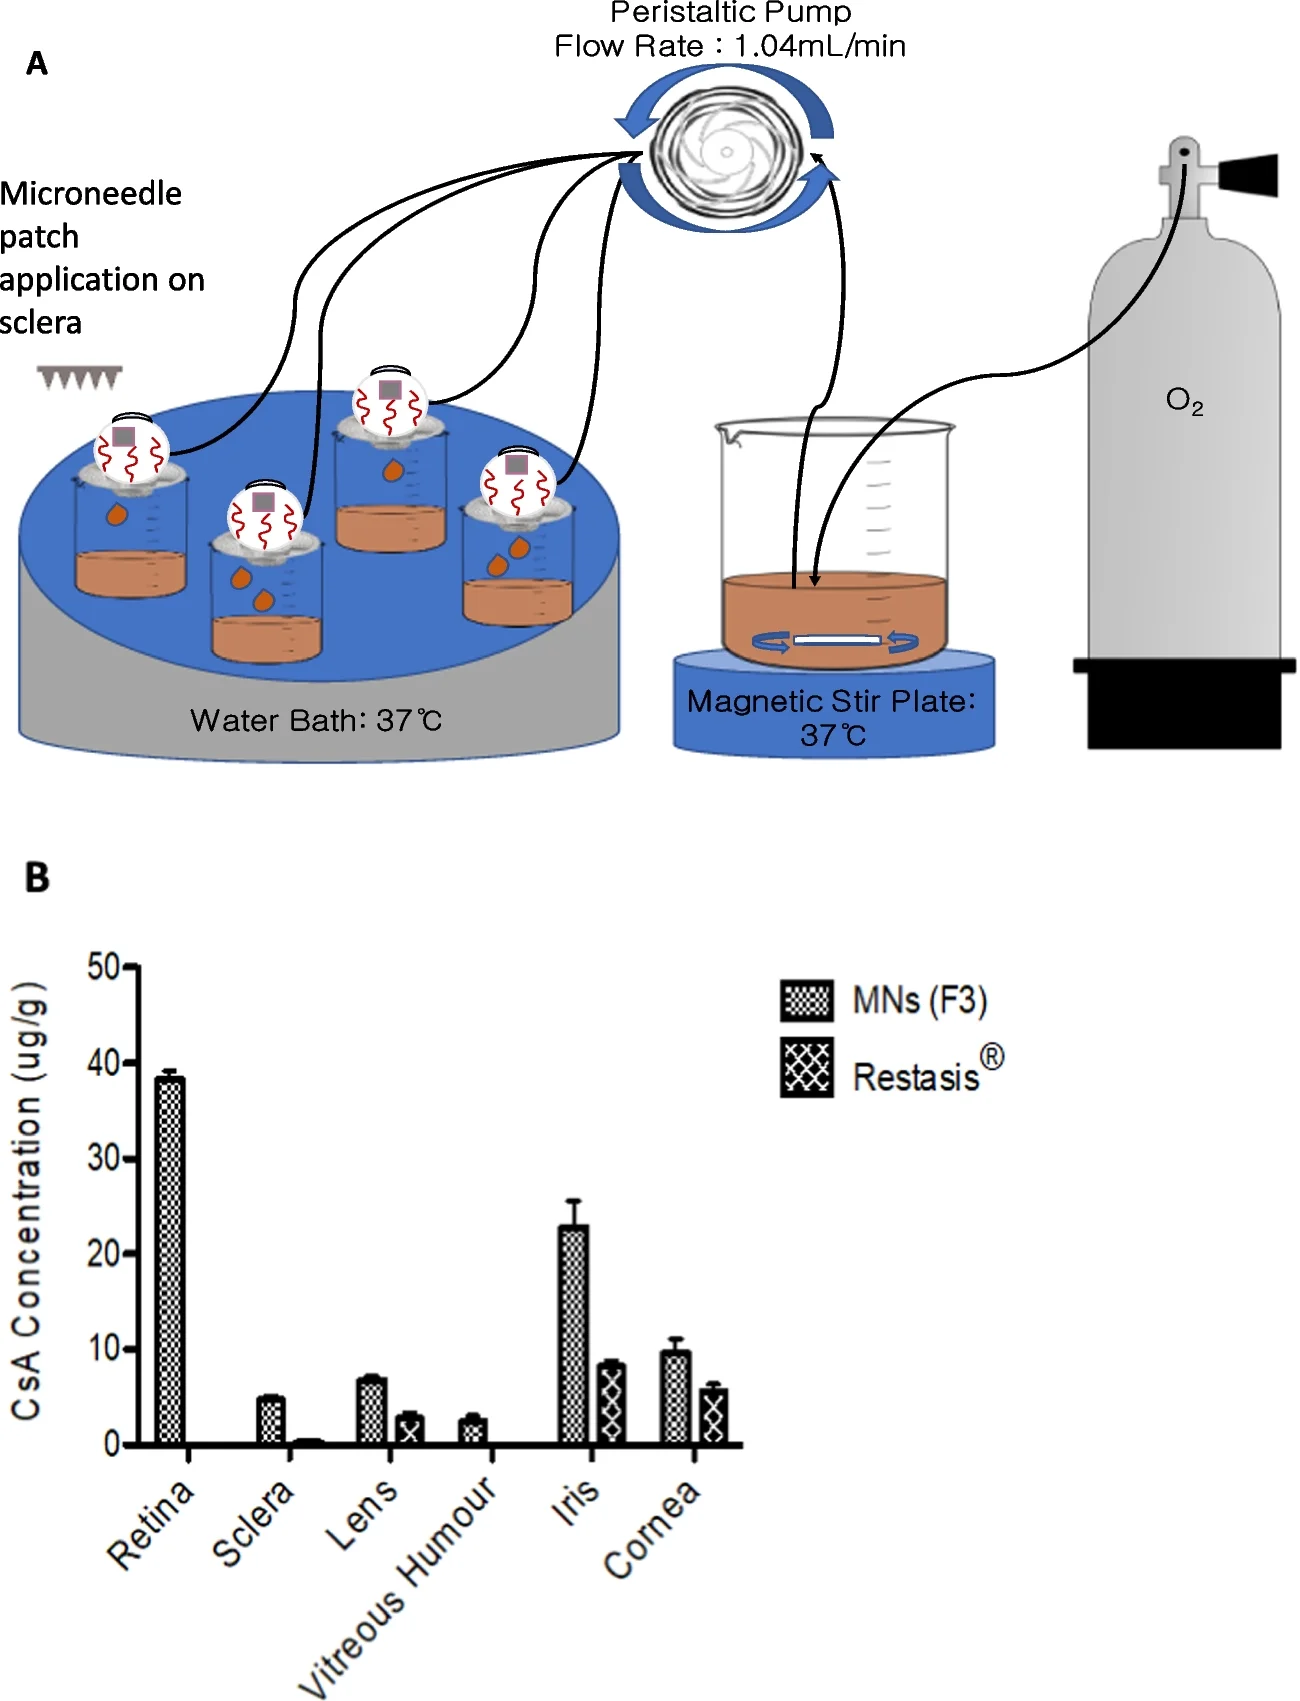 Peristaltic Pump
Flow Rate : 1.04mL/min
A
Microneedle
patch
application on
sclera
O2
Water Bath: 37℃
Magnetic Stir Plate:
37℃
B
CsA Concentration (ug/g)
50
40
30
20
10
0
MNs (F3)
Restasis®
Retina
Sclera
Lens
Vitreous Humour
Iris
Cornea